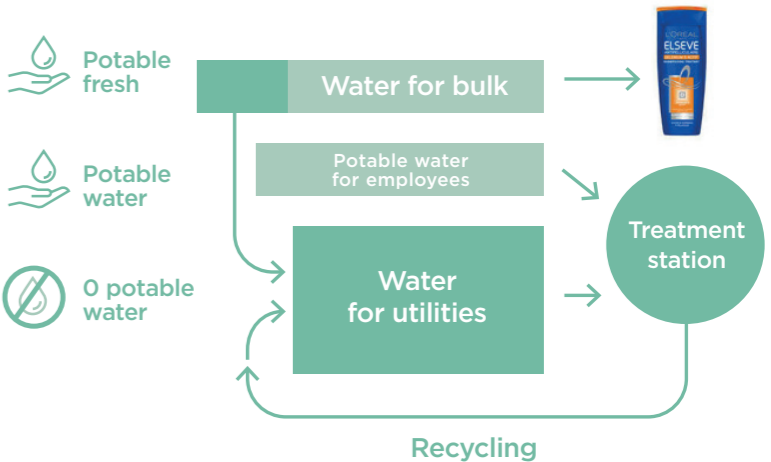 Potable
fresh
Water for bulk
L'ORÉAL
ELSEVE
Potable
water
Potable water
for employees
Treatment
station
0 potable
water
Water
for utilities
Recycling